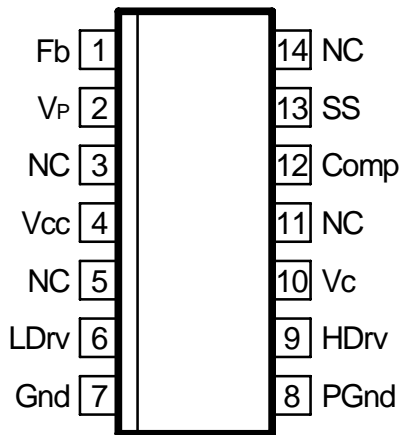 Fb 1 14 NC
VP 2 13 SS
NC 3 12 Comp
Vcc 4 11 NC
NC 5 10 Vc
LDrv 6 9 HDrv
Gnd 7 8 PGnd